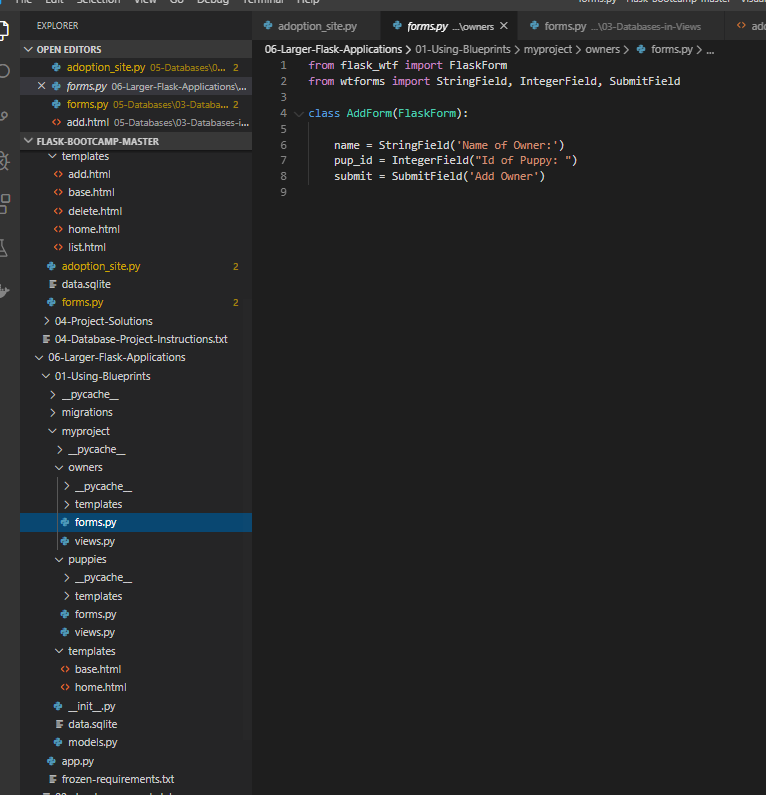 File Edit Selection View Go Debug Terminal Help forms.py - Flask-bootcamp-master - Visual
EXPLORER
adoption_site.py
forms.py ...\owners ✕
forms.py ...\03-Databases-in-Views
OPEN EDITORS
adoption_site.py 05-Databases\0... 2
✕ forms.py 06-Larger-Flask-Applications\...
forms.py 05-Databases\03-Databa... 2
add.html 05-Databases\03-Databases-i...
FLASK-BOOTCAMP-MASTER
templates
add.html
base.html
delete.html
home.html
list.html
adoption_site.py 2
data.sqlite
forms.py 2
04-Project-Solutions
04-Database-Project-Instructions.txt
06-Larger-Flask-Applications
01-Using-Blueprints
__pycache__
migrations
myproject
__pycache__
owners
__pycache__
templates
forms.py
views.py
puppies
__pycache__
templates
forms.py
views.py
templates
base.html
home.html
__init__.py
data.sqlite
models.py
app.py
frozen-requirements.txt
06-Larger-Flask-Applications > 01-Using-Blueprints > myproject > owners > forms.py > ...
1 from flask_wtf import FlaskForm
2 from wtforms import StringField, IntegerField, SubmitField
3
4 class AddForm(FlaskForm):
5
6 name = StringField('Name of Owner:')
7 pup_id = IntegerField("Id of Puppy: ")
8 submit = SubmitField('Add Owner')
9